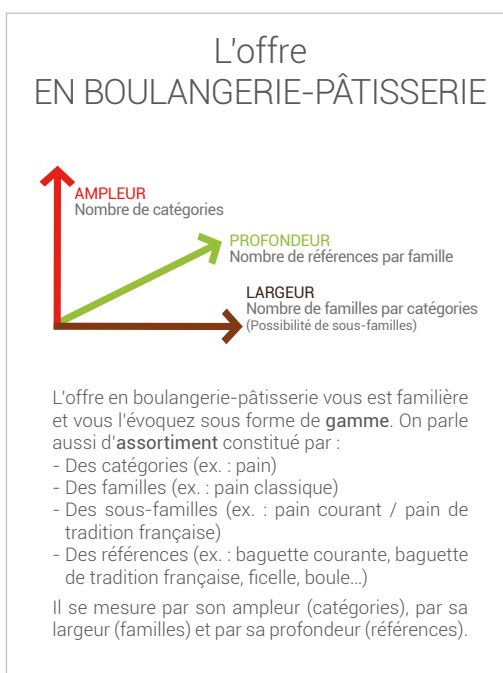 L'offre
EN BOULANGERIE-PÂTISSERIE
AMPLEUR
Nombre de catégories
PROFONDEUR
Nombre de références par famille
LARGEUR
Nombre de familles par catégories
(Possibilité de sous-familles)
L'offre en boulangerie-pâtisserie vous est familière
et vous l'évoquez sous forme de gamme. On parle
aussi d'assortiment constitué par :
- Des catégories (ex. : pain)
- Des familles (ex. : pain classique)
- Des sous-familles (ex. : pain courant / pain de
tradition française)
- Des références (ex. : baguette courante, baguette
de tradition française, ficelle, boule...)
Il se mesure par son ampleur (catégories), par sa
largeur (familles) et par sa profondeur (références).